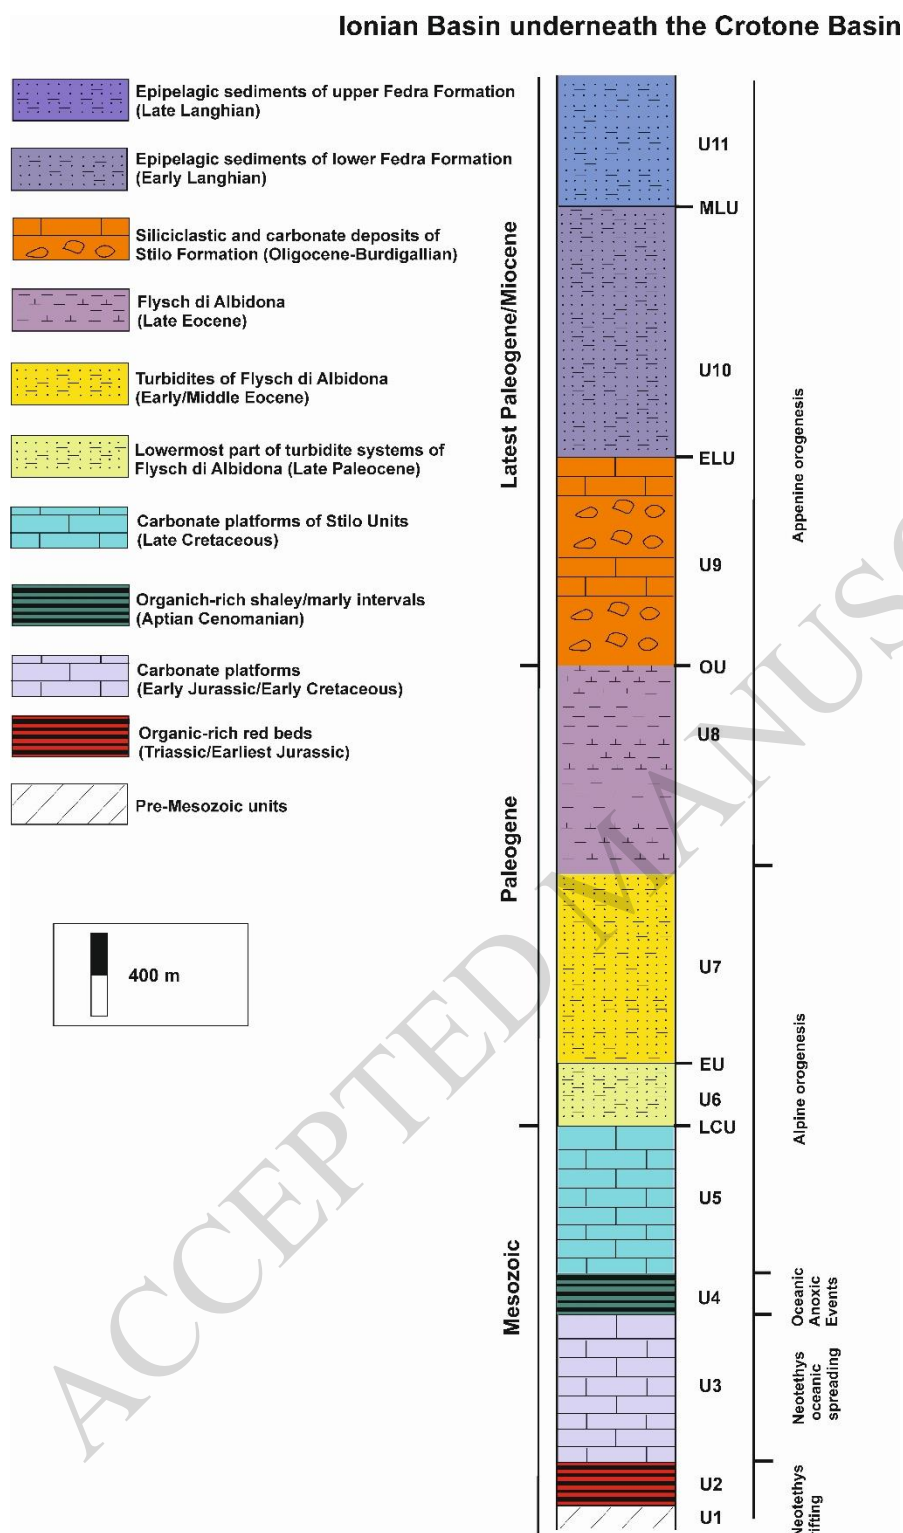 Ionian Basin underneath the Crotone Basin
Epipelagic sediments of upper Fedra Formation
(Late Langhian)
Epipelagic sediments of lower Fedra Formation
(Early Langhian)
Siliciclastic and carbonate deposits of
Stilo Formation (Oligocene-Burdigallian)
Flysch di Albidona
(Late Eocene)
Turbidites of Flysch di Albidona
(Early/Middle Eocene)
Lowermost part of turbidite systems of
Flysch di Albidona (Late Paleocene)
Carbonate platforms of Stilo Units
(Late Cretaceous)
Organich-rich shaley/marly intervals
(Aptian Cenomanian)
Carbonate platforms
(Early Jurassic/Early Cretaceous)
Organic-rich red beds
(Triassic/Earliest Jurassic)
Pre-Mesozoic units
400 m
Latest Paleogene/Miocene
Paleogene
Mesozoic
U11
MLU
U10
ELU
U9
OU
U8
U7
EU
U6
LCU
U5
U4
U3
U2
U1
Appenine orogenesis
Alpine orogenesis
Oceanic
Anoxic
Events
Neotethys
oceanic
spreading
Neotethys
ACCEPTED MANUSC